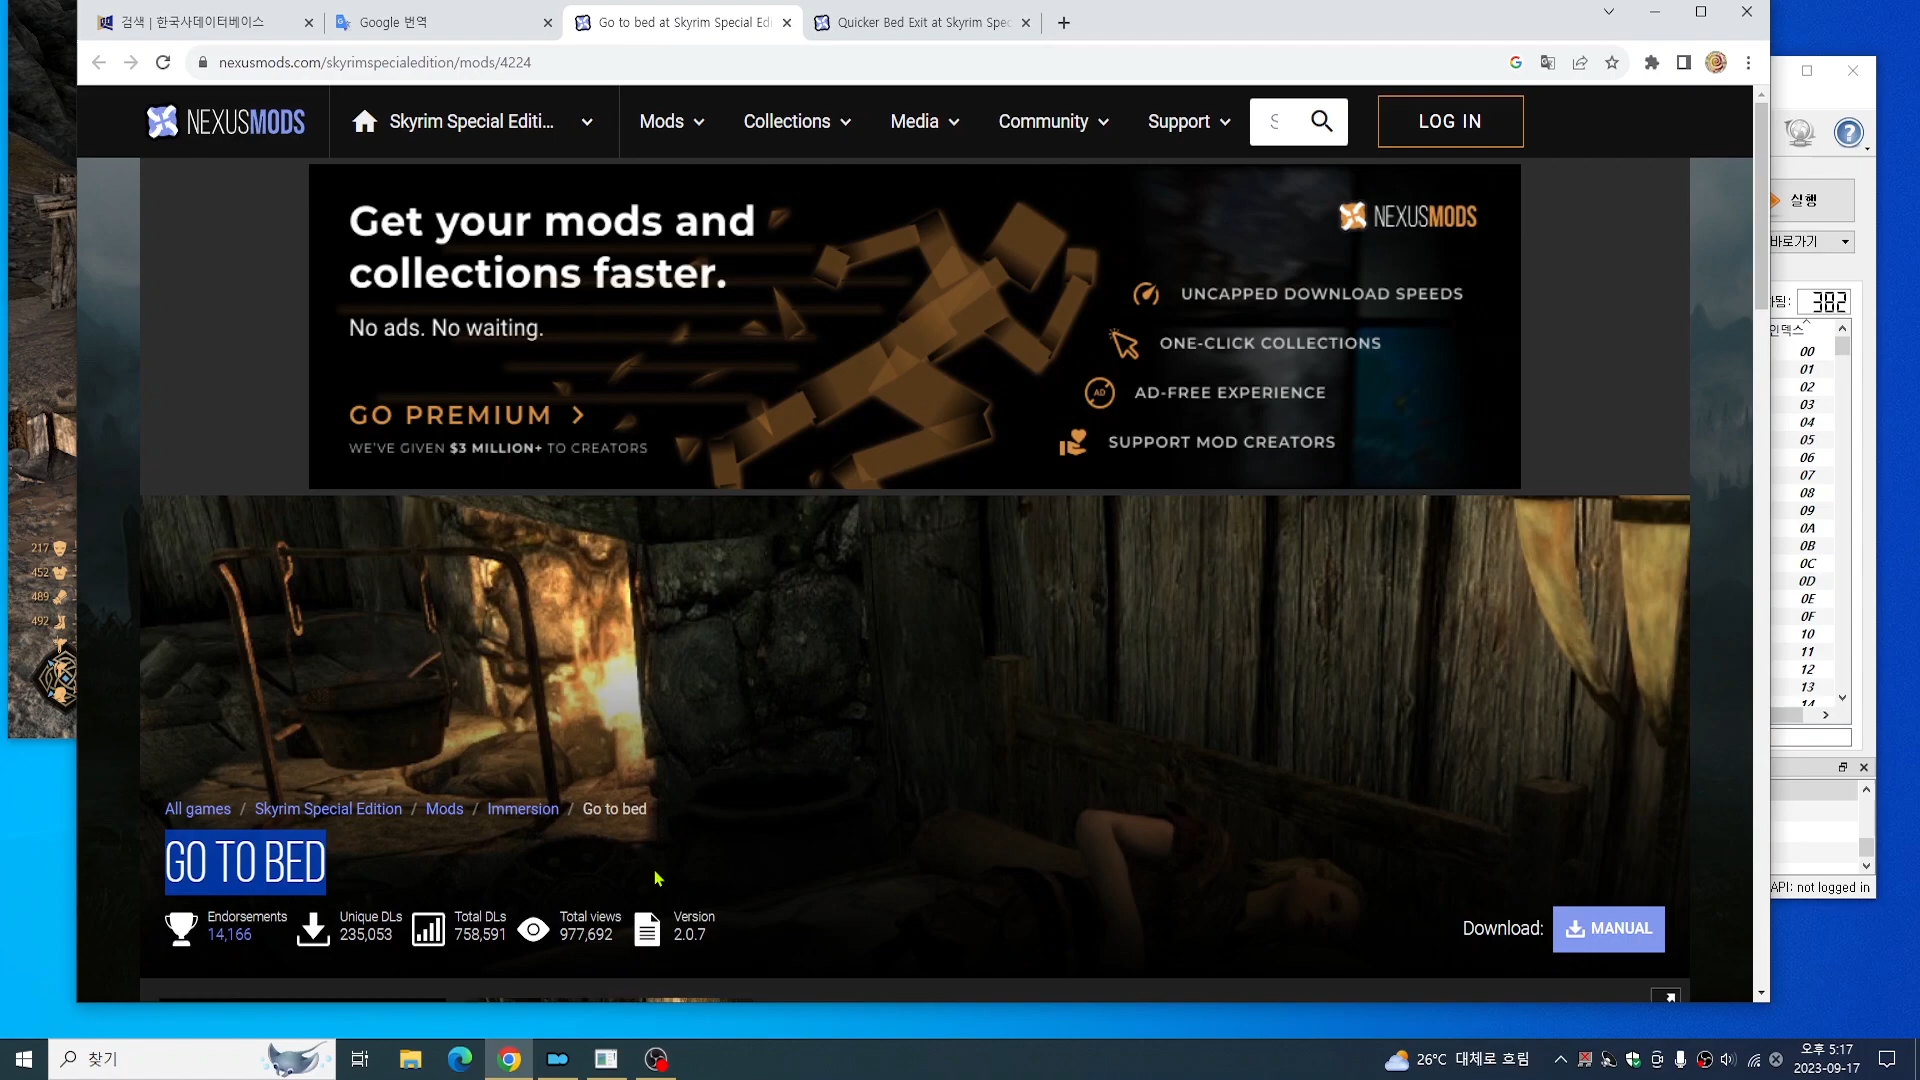 검색 | 한국사데이터베이스
Google 번역
Go to bed at Skyrim Special Edi
Quicker Bed Exit at Skyrim Spec
nexusmods.com/skyrimspecialedition/mods/4224
NEXUSMODS
Skyrim Special Editi...
Mods
Collections
Media
Community
Support
S
LOG IN
Get your mods and
collections faster.
No ads. No waiting.
GO PREMIUM
WE'VE GIVEN $3 MILLION+ TO CREATORS
NEXUSMODS
UNCAPPED DOWNLOAD SPEEDS
ONE-CLICK COLLECTIONS
AD
AD-FREE EXPERIENCE
SUPPORT MOD CREATORS
All games / Skyrim Special Edition / Mods / Immersion / Go to bed
GO TO BED
Endorsements
14,166
Unique DLs
235,053
Total DLs
758,591
Total views
977,692
Version
2.0.7
Download:
MANUAL
217
452
489
492
실행
바로가기
됨:
382
인덱스
00
01
02
03
04
05
06
07
08
09
0A
0B
0C
0D
0E
0F
10
11
12
13
14
API: not logged in
찾기
26°C 대체로 흐림
오후 5:17
2023-09-17